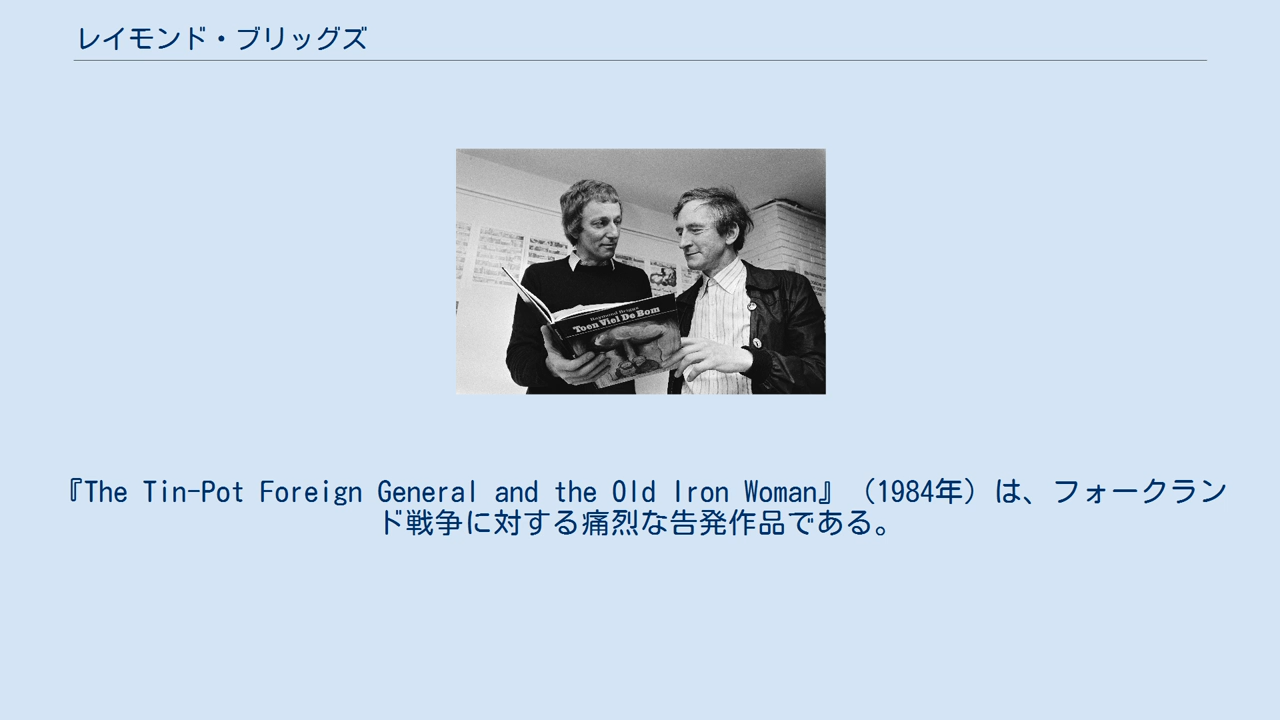 レイモンド・ブリッグズ
Raymond Briggs
Toen Viel De Bom
『The Tin-Pot Foreign General and the Old Iron Woman』（1984年）は、フォークラン
ド戦争に対する痛烈な告発作品である。